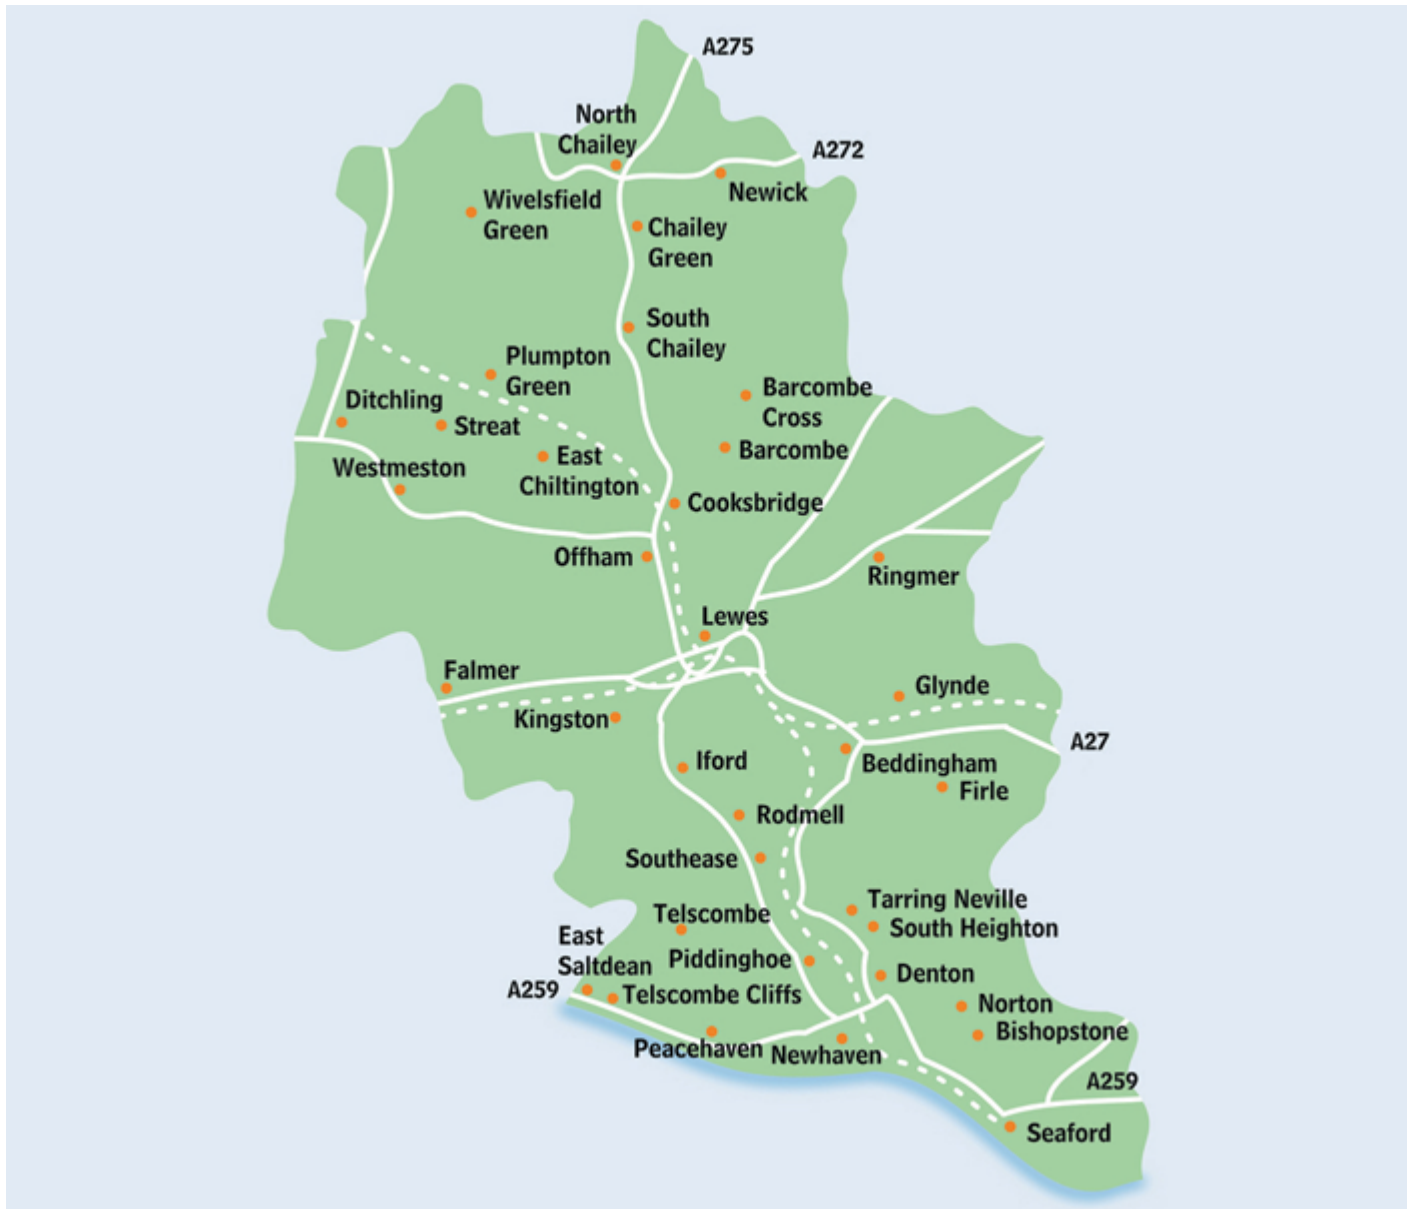 A275
North
Chailey
A272
Newick
Wivelsfield
Green
Chailey
Green
South
Chailey
Plumpton
Green
Ditchling
Streat
Barcombe
Cross
Barcombe
East
Chiltington
Westmeston
Cooksbridge
Offham
Ringmer
Lewes
Falmer
Glynde
Kingston
A27
Iford
Beddingham
Firle
Rodmell
Southease
Tarring Neville
Telscombe
South Heighton
East
Saltdean
Piddinghoe
Denton
A259
Telscombe Cliffs
Norton
Bishopstone
Peacehaven
Newhaven
A259
Seaford